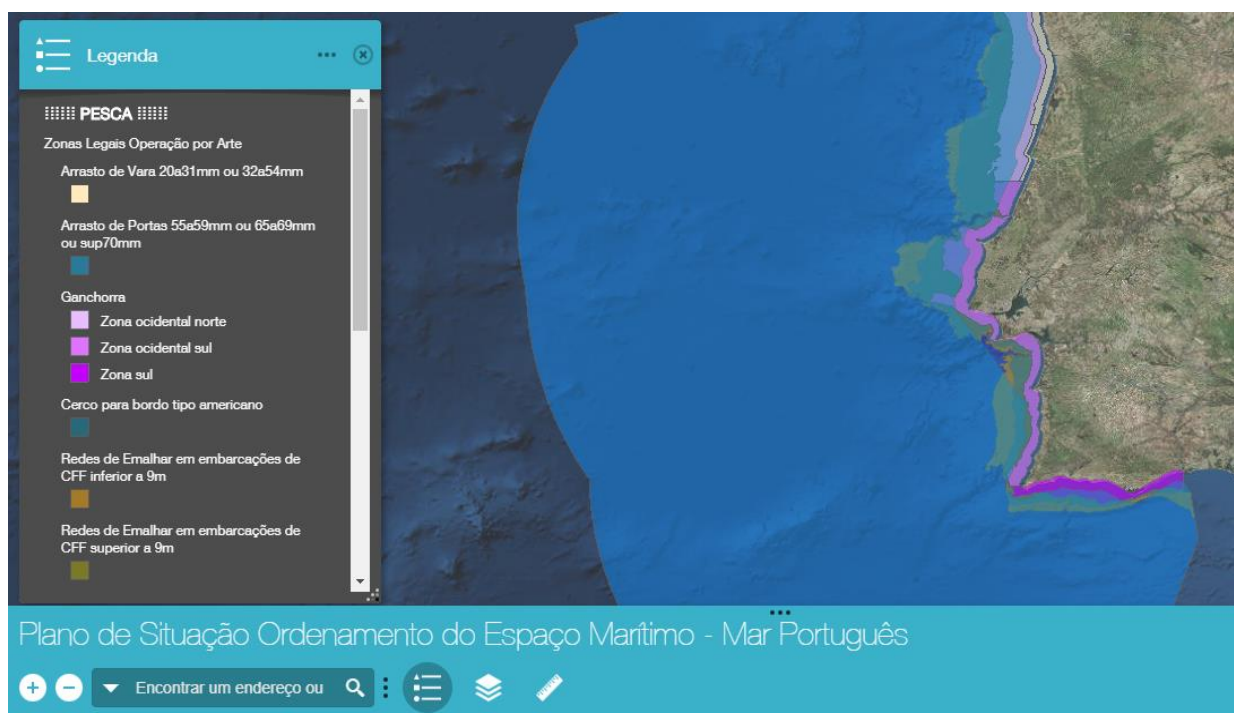 Legenda
PESCA
Zonas Legais Operação por Arte
Arrasto de Vara 20a31mm ou 32a54mm
Arrasto de Portas 55a59mm ou 65a69mm
ou sup70mm
Ganchorra
Zona ocidental norte
Zona ocidental sul
Zona sul
Cerco para bordo tipo americano
Redes de Emalhar em embarcações de
CFF inferior a 9m
Redes de Emalhar em embarcações de
CFF superior a 9m
Plano de Situação Ordenamento do Espaço Marítimo - Mar Português
Encontrar um endereço ou